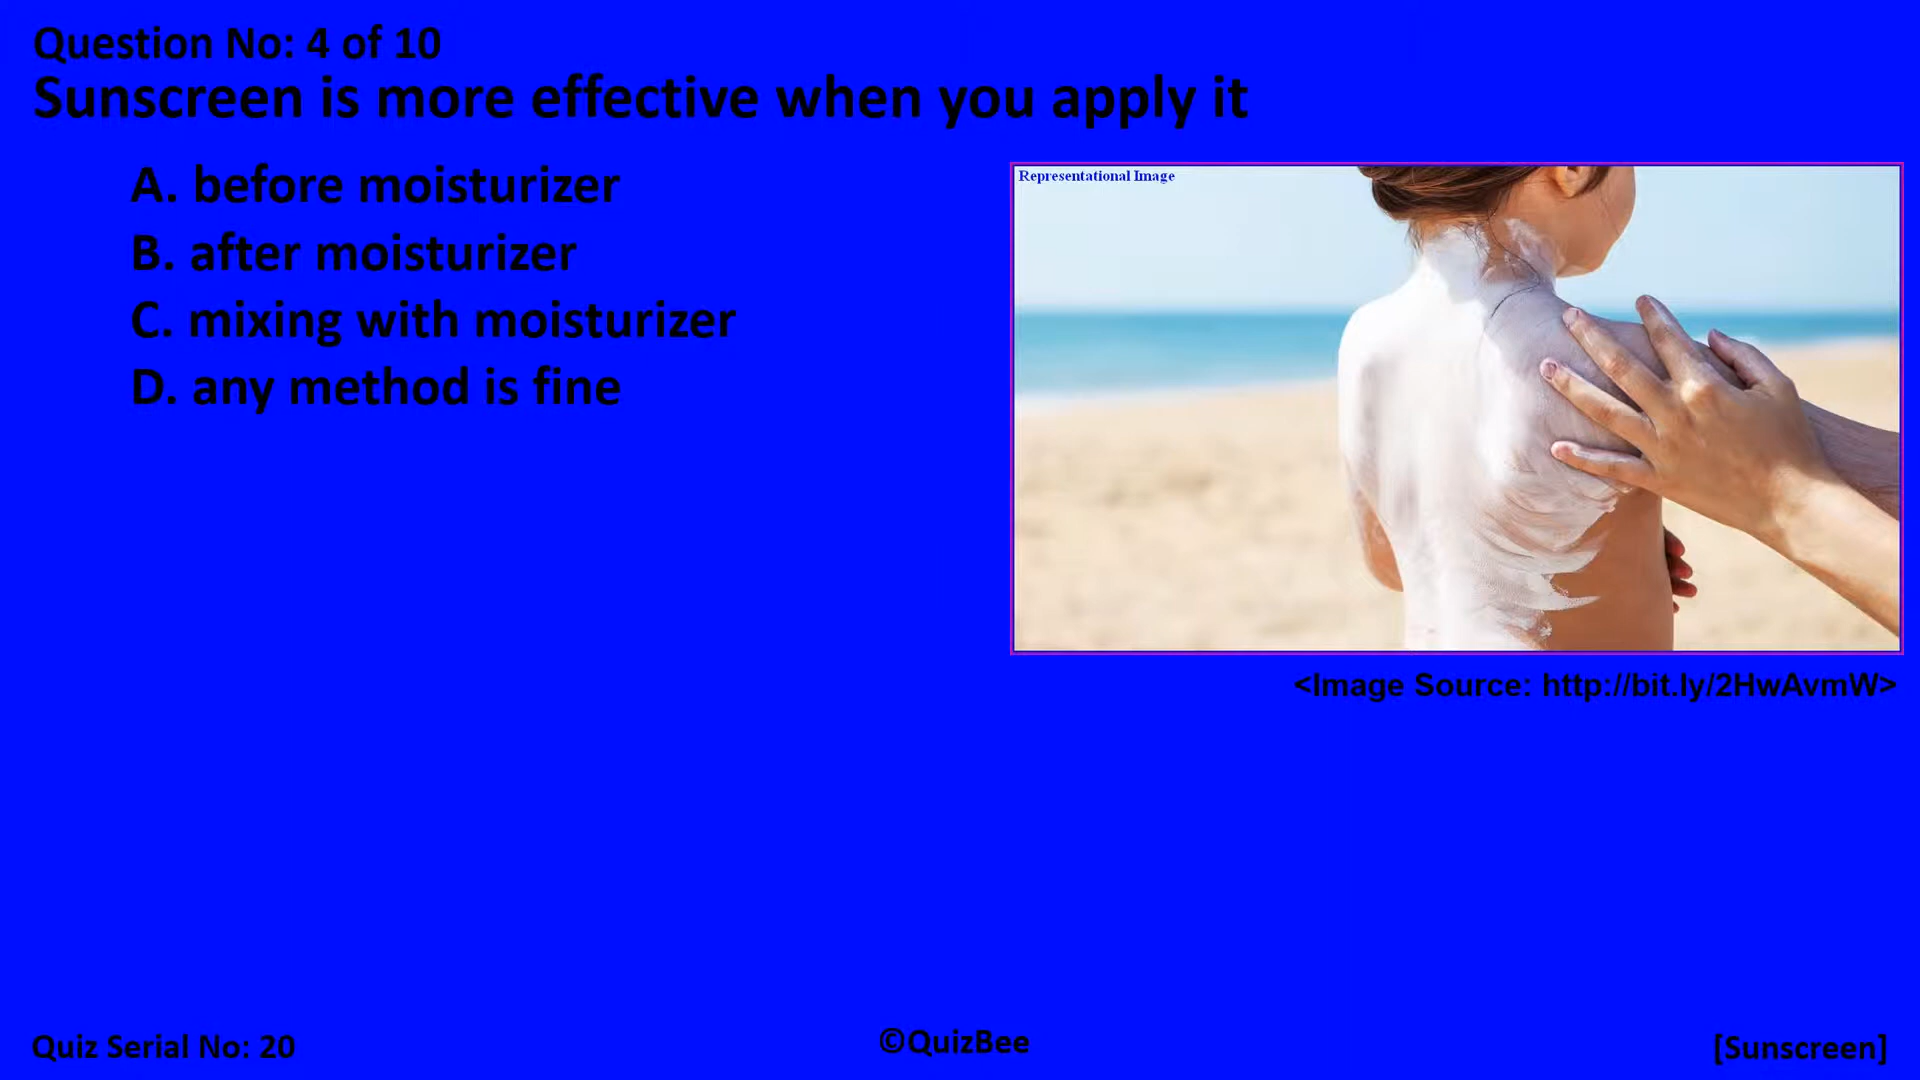 Question No: 4 of 10
Sunscreen is more effective when you apply it
A. before moisturizer
B. after moisturizer
C. mixing with moisturizer
D. any method is fine
Representational Image
<Image Source: http://bit.ly/2HwAvmW>
Quiz Serial No: 20
©QuizBee
[Sunscreen]